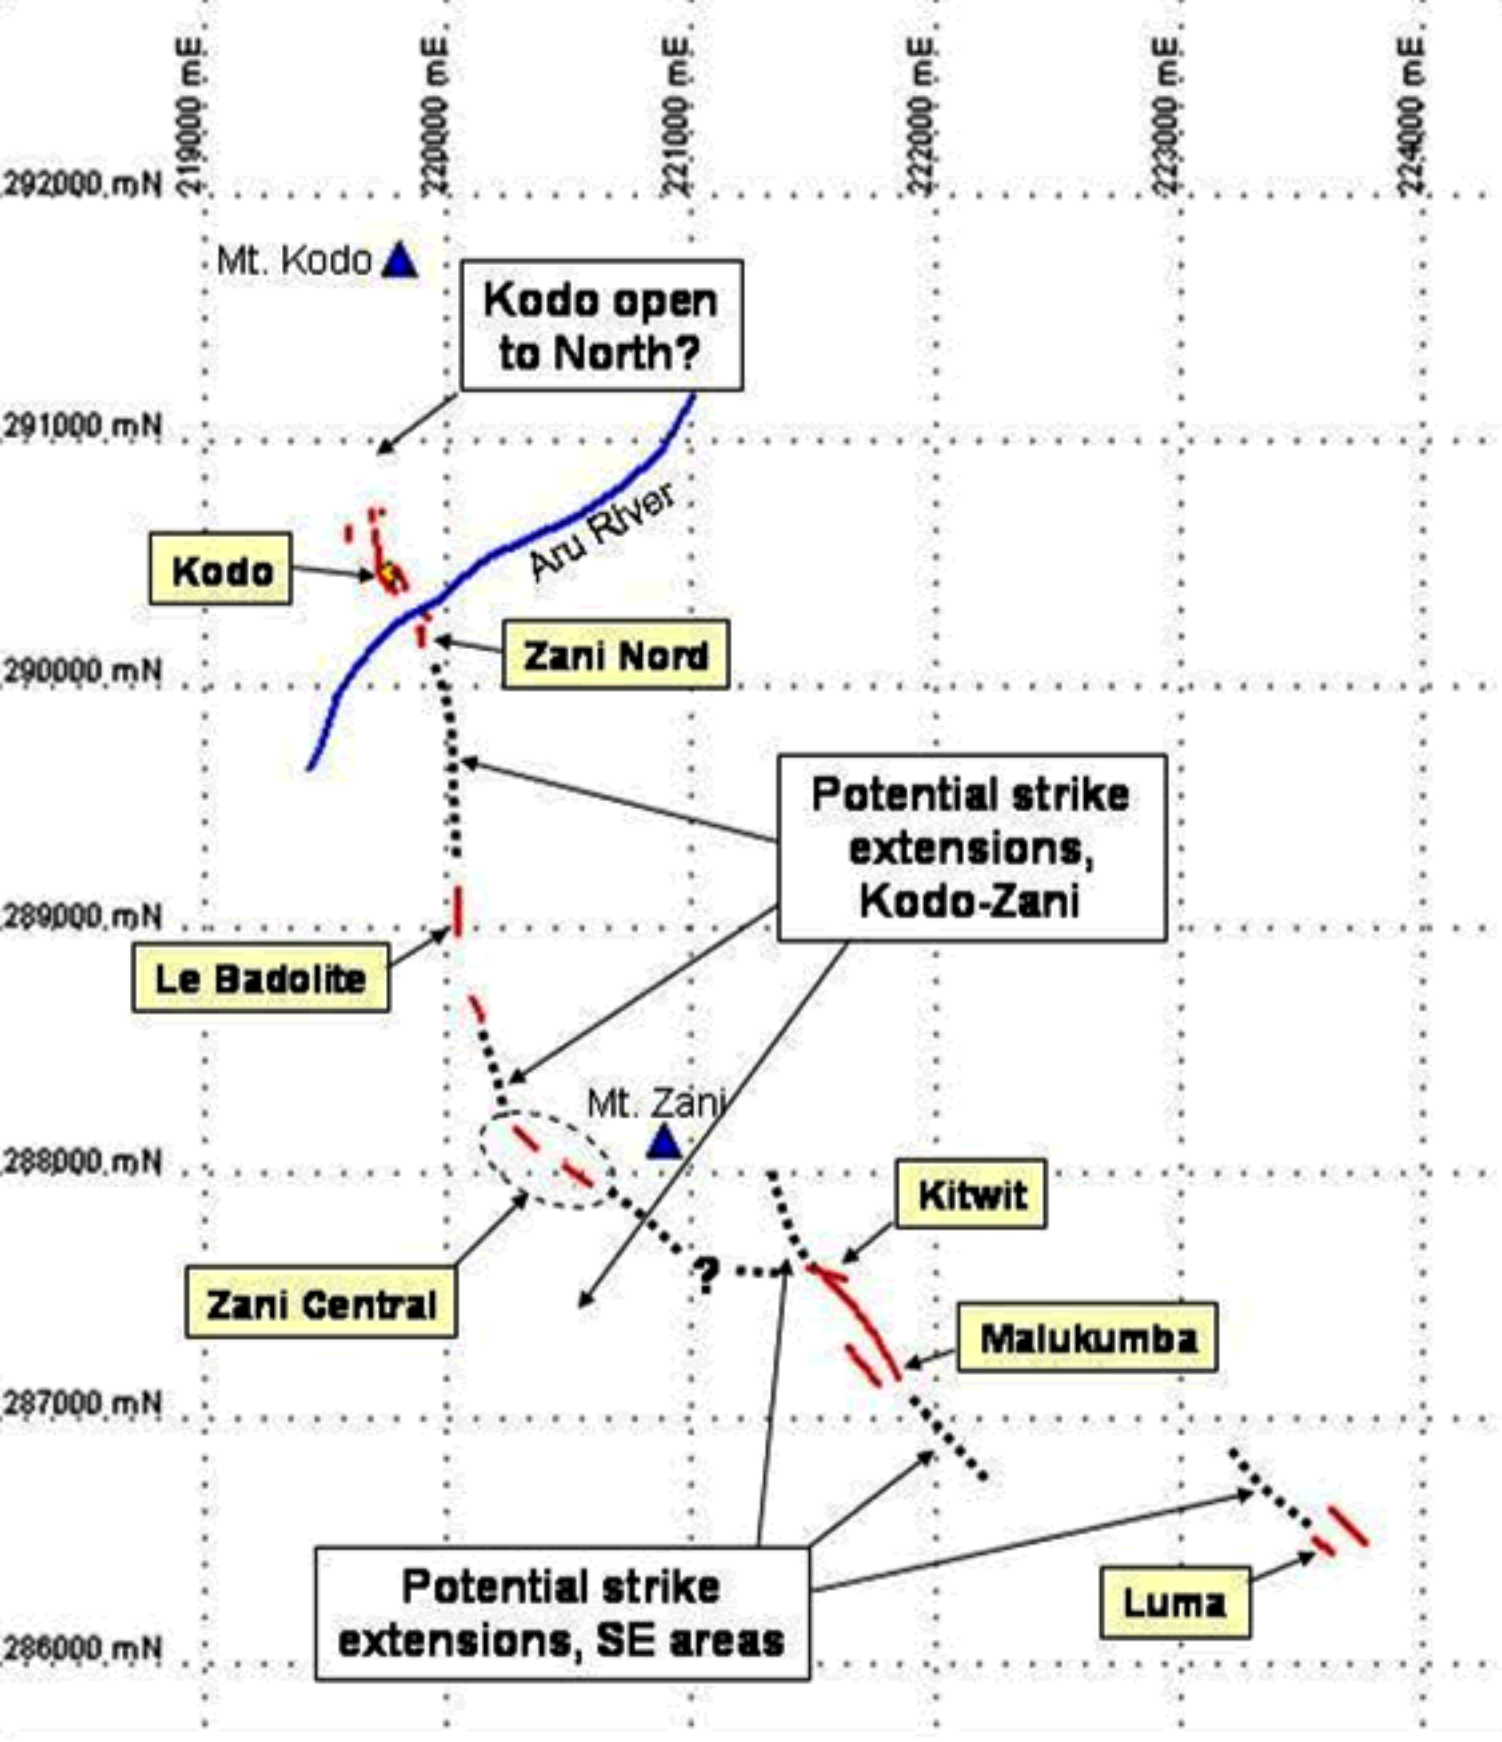 219000 mE
220000 mE
221000 mE
222000 mE
223000 mE
224000 mE
292000 mN
Mt. Kodo
Kodo open
to North?
291000 mN
Aru River
Kodo
Zani Nord
290000 mN
Potential strike
extensions,
Kodo-Zani
289000 mN
Le Badolite
Mt. Zani
288000 mN
Kitwit
?
Zani Central
Malukumba
287000 mN
Potential strike
extensions, SE areas
Luma
286000 mN